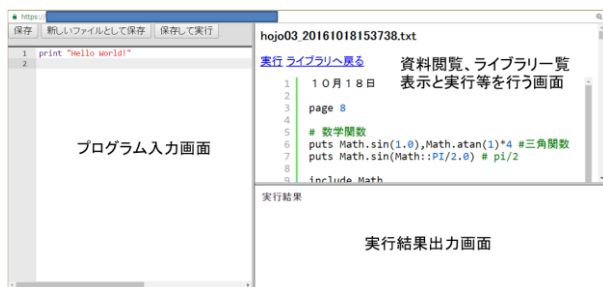 https:
保存 新しいファイルとして保存 保存して実行
1 print "Hello World!"
2
プログラム入力画面
hojo03_20161018153738.txt
実行 ライブラリへ戻る
資料閲覧、ライブラリ一覧
表示と実行等を行う画面
1 10月18日
2
3 page 8
4
5 # 数学関数
6 puts Math.sin(1.0),Math.atan(1)*4 #三角関数
7 puts Math.sin(Math::PI/2.0) # pi/2
8
9 include Math
実行結果
実行結果出力画面